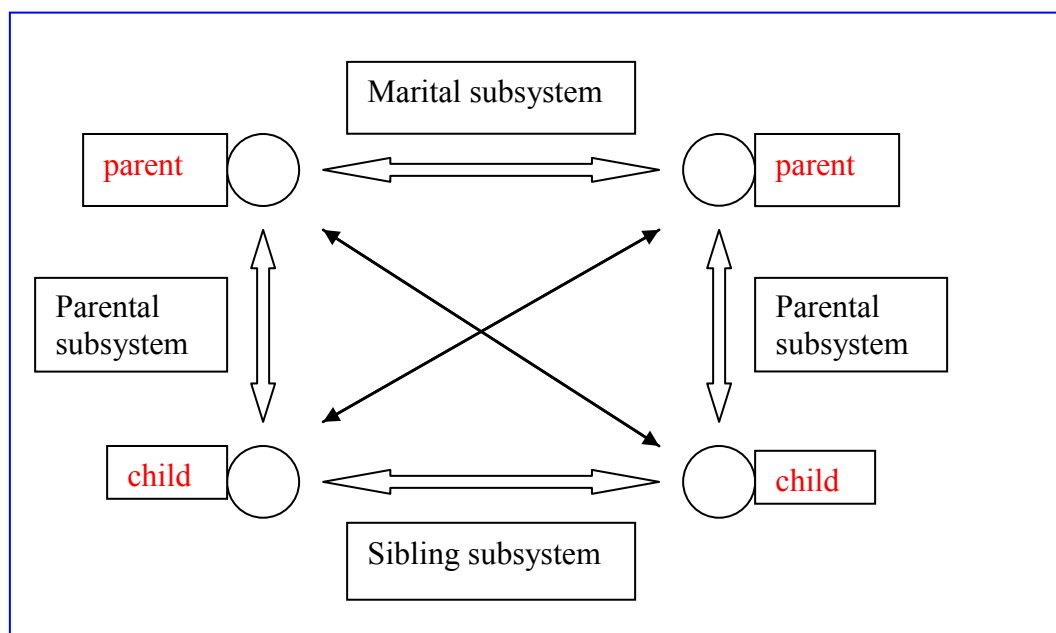 Marital subsystem
parent
parent
Parental
subsystem
Parental
subsystem
child
child
Sibling subsystem